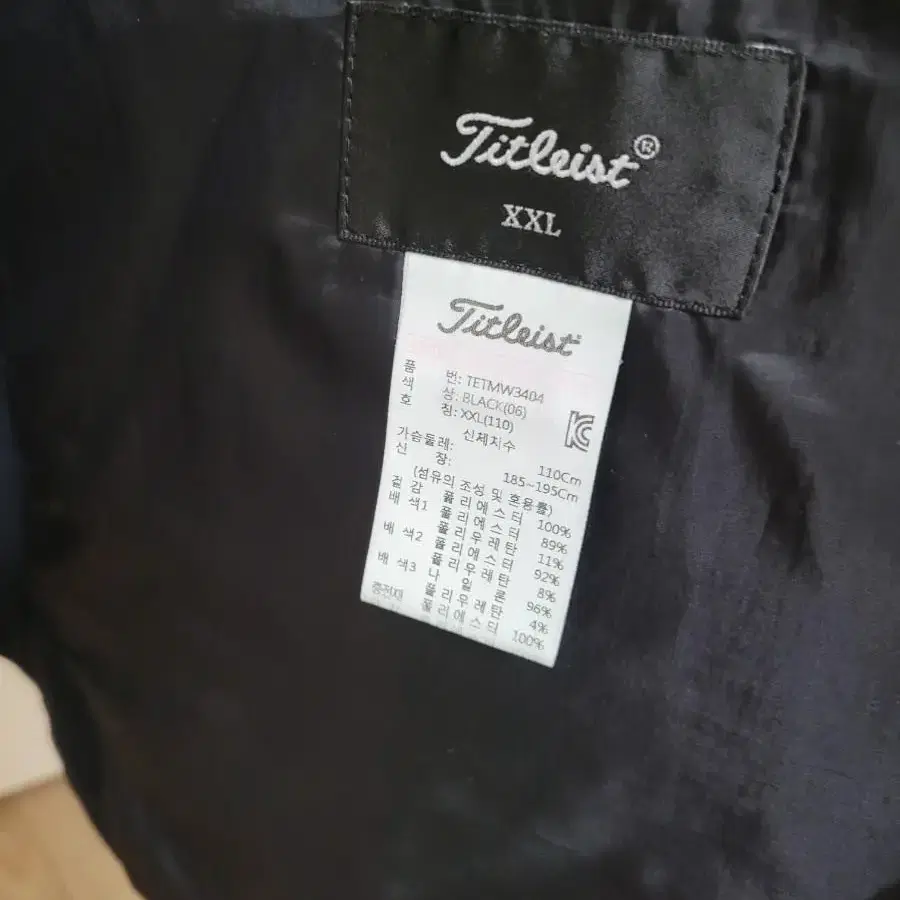 Titleist®
XXL
Titleist
품 번: TETMW3404
색 상: BLACK(06)
호 칭: XXL(110)
신체치수
가슴둘레: 110Cm
신 장: 185~195Cm
(섬유의 조성 및 혼용률)
겉감 폴리에스터 100%
배색1 폴리에스터 89%
폴리우레탄 11%
배색2 폴리에스터 92%
폴리우레탄 8%
배색3 나일론 96%
폴리우레탄 4%
충전재 폴리에스터 100%